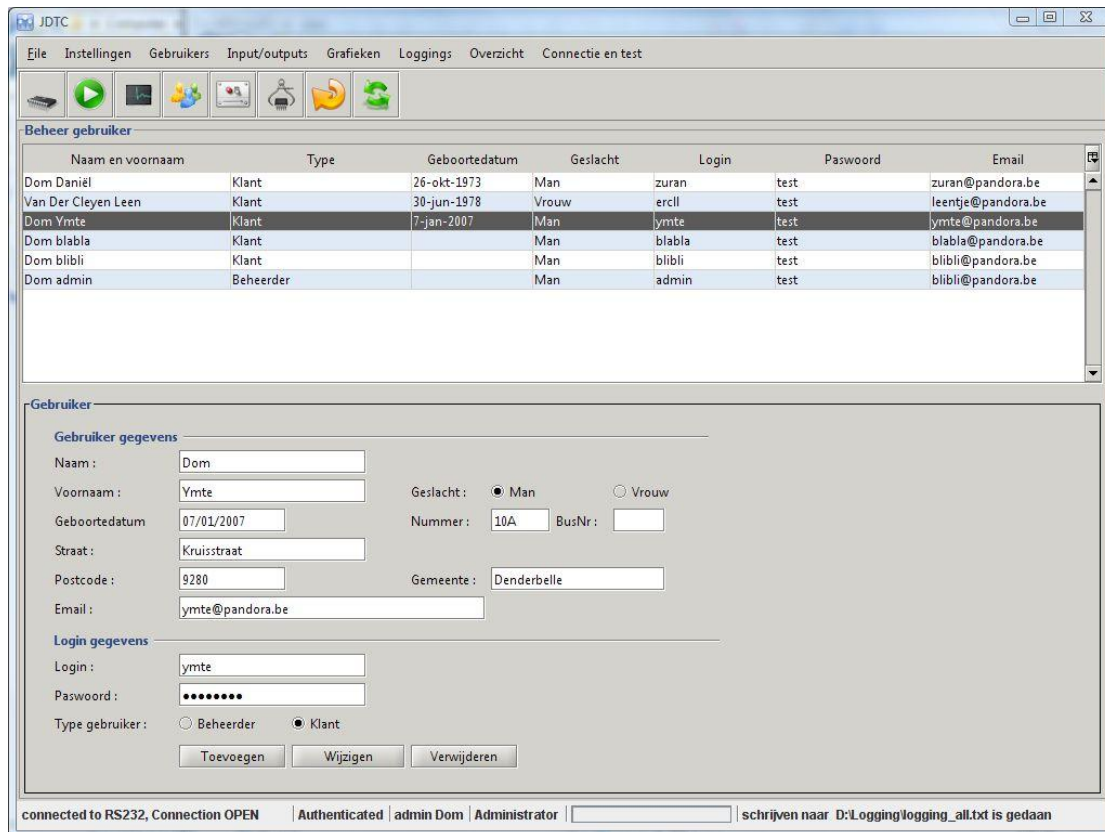 JDTC
File Instellingen Gebruikers Input/outputs Grafieken Loggings Overzicht Connectie en test
Beheer gebruiker
Naam en voornaam Type Geboortedatum Geslacht Login Paswoord Email
Dom Daniël Klant 26-okt-1973 Man zuran test zuran@pandora.be
Van Der Cleyen Leen Klant 30-jun-1978 Vrouw ercll test leentje@pandora.be
Dom Ymte Klant 7-jan-2007 Man ymte test ymte@pandora.be
Dom blabla Klant Man blabla test blabla@pandora.be
Dom blibli Klant Man blibli test blibli@pandora.be
Dom admin Beheerder Man admin test blibli@pandora.be
Gebruiker
Gebruiker gegevens
Naam : Dom
Voornaam : Ymte Geslacht : Man Vrouw
Geboortedatum 07/01/2007 Nummer : 10A BusNr :
Straat : Kruisstraat
Postcode : 9280 Gemeente : Denderbelle
Email : ymte@pandora.be
Login gegevens
Login : ymte
Paswoord : ●●●●●●●●
Type gebruiker : Beheerder Klant
Toevoegen Wijzigen Verwijderen
connected to RS232, Connection OPEN Authenticated admin Dom Administrator schrijven naar D:\Logging\logging_all.txt is gedaan